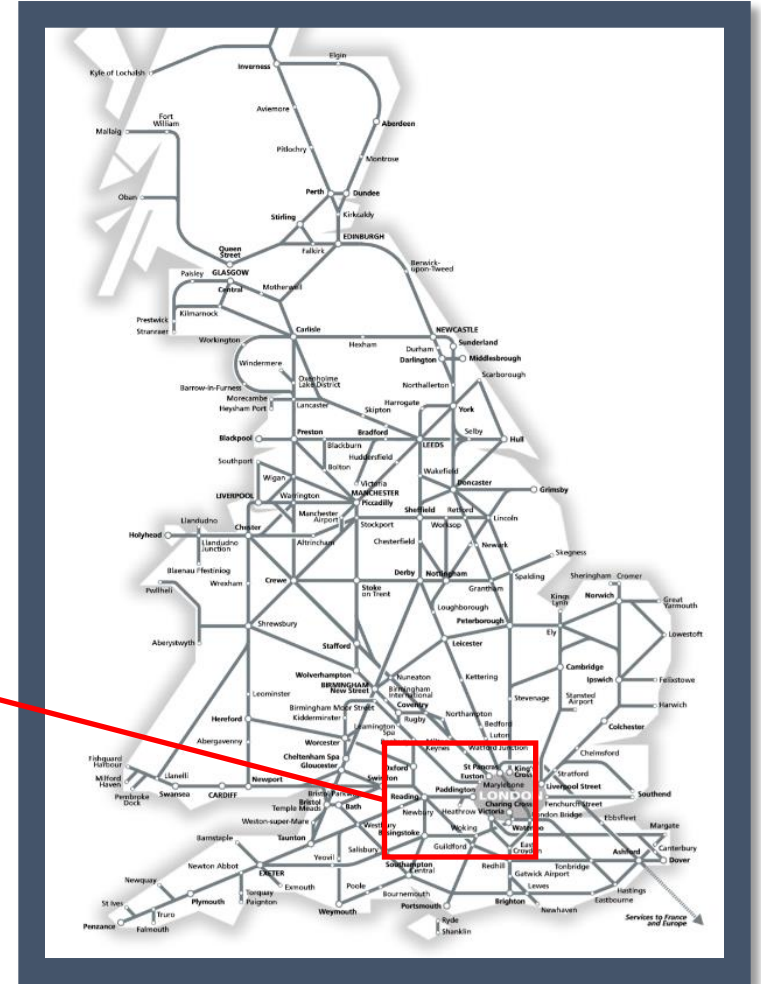 Elgin
Inverness
Kyle of Lochalsh
Aviemore
Fort
William
Aberdeen
Mallaig
Pitlochry
Montrose
Perth
Dundee
Oban
Stirling
Kirkcaldy
EDINBURGH
Queen
Street
Falkirk
Berwick-
upon-Tweed
Paisley
GLASGOW
Central
Motherwell
Prestwick
Stranraer
Kilmarnock
Carlisle
NEWCASTLE
Workington
Hexham
Sunderland
Durham
Darlington
Middlesbrough
Windermere
Scarborough
Oxenholme
Lake District
Barrow-in-Furness
Northallerton
Morecambe
Heysham Port
Lancaster
Harrogate
Skipton
York
Blackpool
Preston
Bradford
LEEDS
Selby
Hull
Blackburn
Huddersfield
Southport
Bolton
Wakefield
Wigan
Victoria
MANCHESTER
Piccadilly
Doncaster
Grimsby
LIVERPOOL
Warrington
Manchester
Airport
Sheffield
Retford
Lincoln
Llandudno
Chester
Stockport
Worksop
Holyhead
Llandudno
Junction
Altrincham
Chesterfield
Newark
Skegness
Blaenau Ffestiniog
Derby
Nottingham
Sheringham
Cromer
Pwllheli
Wrexham
Crewe
Stoke
on Trent
Grantham
Spalding
Kings
Lynn
Norwich
Great
Yarmouth
Loughborough
Shrewsbury
Peterborough
Ely
Lowestoft
Aberystwyth
Stafford
Leicester
Wolverhampton
Cambridge
BIRMINGHAM
New Street
Nuneaton
Kettering
Ipswich
Felixstowe
Birmingham
International
Leominster
Birmingham Moor Street
Coventry
Stevenage
Stansted
Airport
Harwich
Kidderminster
Rugby
Northampton
Hereford
Leamington
Spa
Bedford
Colchester
Abergavenny
Worcester
Luton
Keynes
Watford Junction
Chelmsford
Fishguard
Harbour
Cheltenham Spa
Gloucester
Oxford
St Pancras
King's
Cross
Euston
Stratford
Milford
Haven
Llanelli
Newport
Swindon
Marylebone
Liverpool Street
Pembroke
Dock
Swansea
CARDIFF
Bristol Parkway
Reading
Paddington
LONDON
Southend
Bristol
Temple Meads
Bath
Charing Cross
Fenchurch Street
Newbury
Heathrow
Victoria
London Bridge
Ebbsfleet
Weston-super-Mare
Westbury
Basingstoke
Woking
Waterloo
Margate
Barnstaple
Taunton
Salisbury
Guildford
East
Croydon
Canterbury
Ashford
Yeovil
Newton Abbot
Southampton
Central
Redhill
Tonbridge
Dover
EXETER
Gatwick Airport
Newquay
Exmouth
Poole
Bournemouth
Lewes
Hastings
Eastbourne
Torquay
Paignton
St Ives
Plymouth
Weymouth
Portsmouth
Brighton
Newhaven
Truro
Services to France
and Europe
Penzance
Falmouth
Ryde
Shanklin